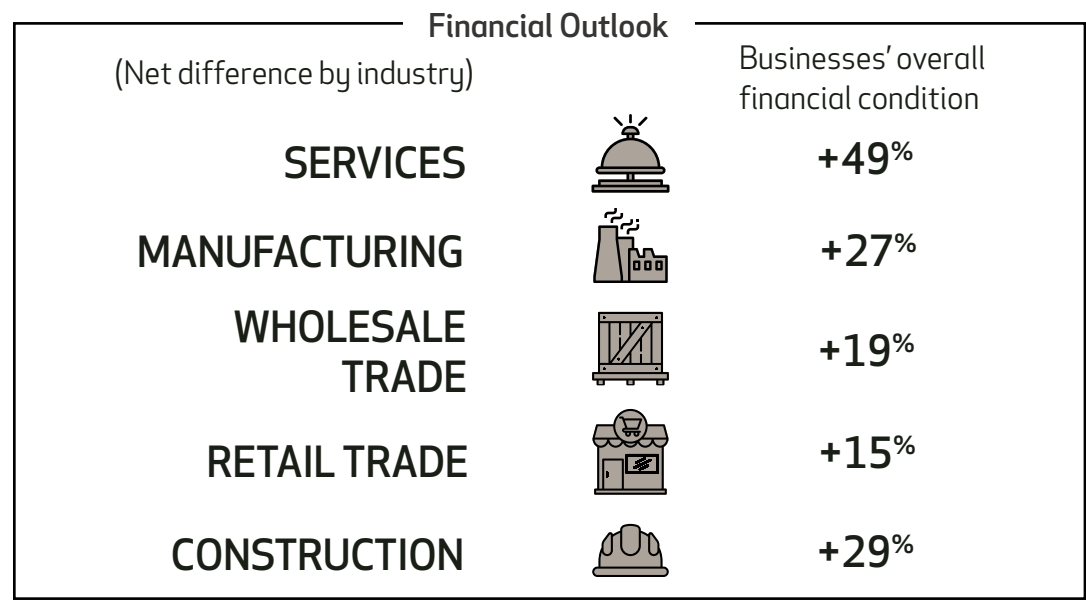 Financial Outlook
(Net difference by industry)
Businesses' overall
financial condition
SERVICES
+49%
MANUFACTURING
+27%
WHOLESALE
TRADE
+19%
RETAIL TRADE
+15%
CONSTRUCTION
+29%